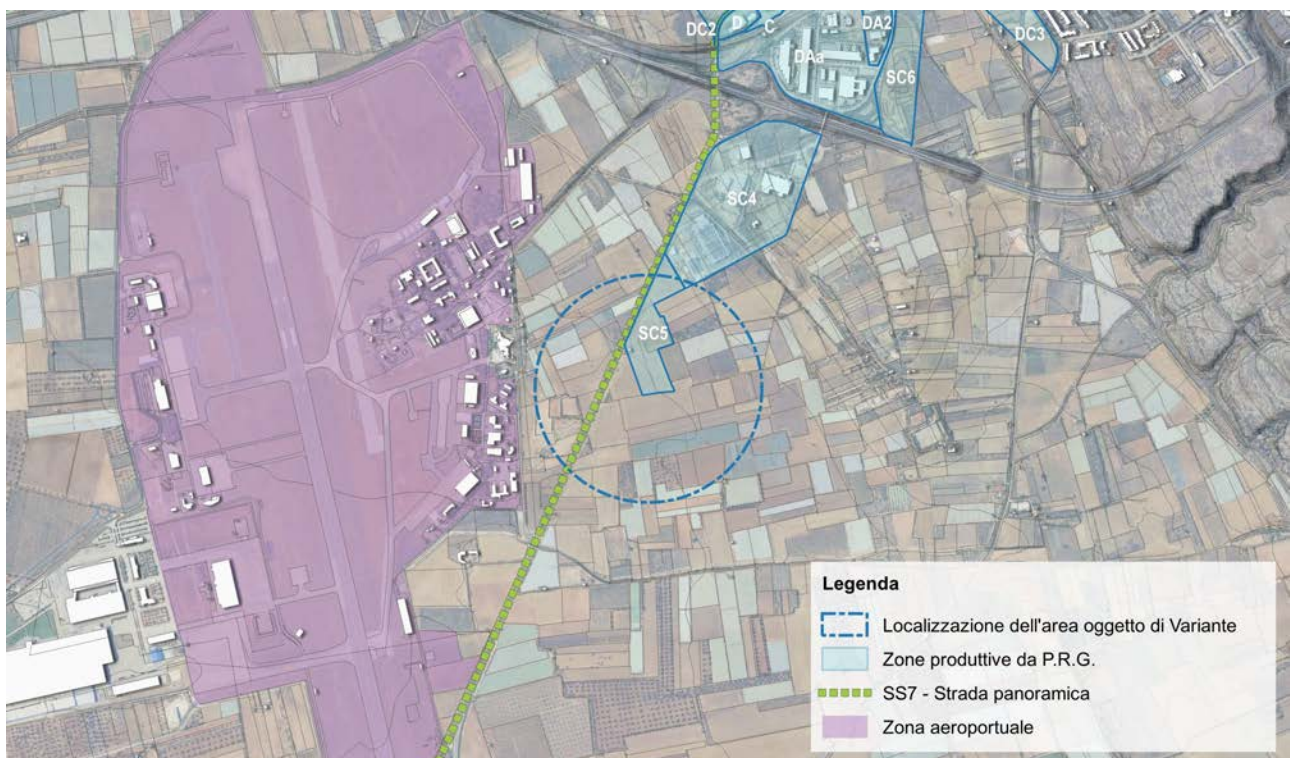 DC2
D
C
DA2
DC3
DAa
SC6
SC4
SC5
Legenda
Localizzazione dell'area oggetto di Variante
Zone produttive da P.R.G.
SS7 - Strada panoramica
Zona aeroportuale